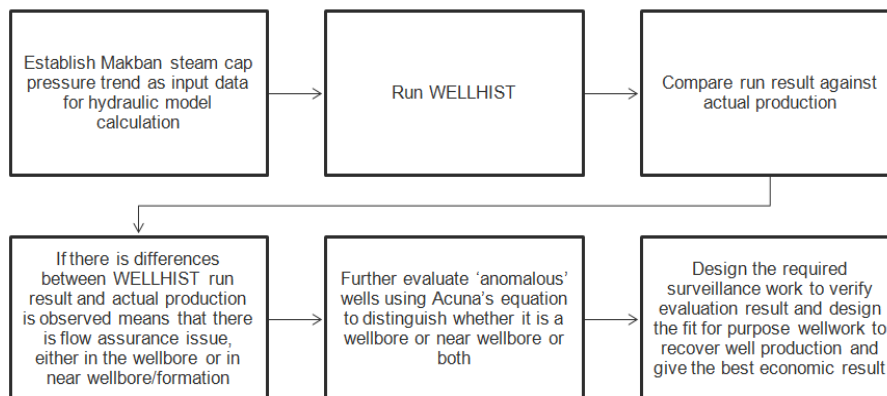 Establish Makban steam cap
pressure trend as input data
for hydraulic model
calculation
Run WELLHIST
Compare run result against
actual production
If there is differences
between WELLHIST run
result and actual production
is observed means that there
is flow assurance issue,
either in the wellbore or in
near wellbore/formation
Further evaluate ‘anomalous’
wells using Acuna’s equation
to distinguish whether it is a
wellbore or near wellbore or
both
Design the required
surveillance work to verify
evaluation result and design
the fit for purpose wellwork to
recover well production and
give the best economic result